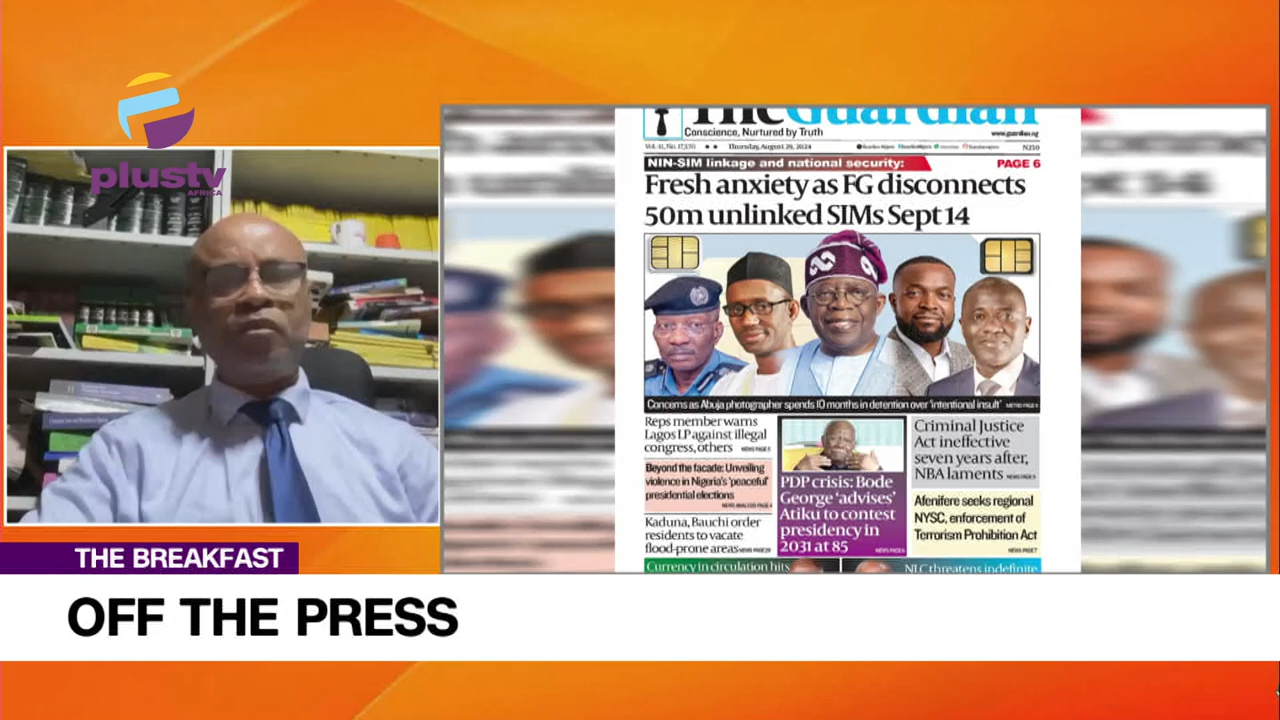 plustv
AFRICA
The Guardian
Conscience, Nurtured by Truth
www.guardian.ng
Thursday, August 29, 2024
N250
NIN-SIM linkage and national security:
PAGE 6
Fresh anxiety as FG disconnects
50m unlinked SIMs Sept 14
Concerns as Abuja photographer spends 10 months in detention over 'intentional insult'
Reps member warns
Lagos LP against illegal
congress, others
Beyond the facade: Unveiling
violence in Nigeria's 'peaceful'
presidential elections
Kaduna, Bauchi order
residents to vacate
flood-prone areas
PDP crisis: Bode
George 'advises'
Atiku to contest
presidency in
2031 at 85
Criminal Justice
Act ineffective
seven years after,
NBA laments
Afenifere seeks regional
NYSC, enforcement of
Terrorism Prohibition Act
Currency in circulation hits
NLC threatens indefinite
THE BREAKFAST
OFF THE PRESS